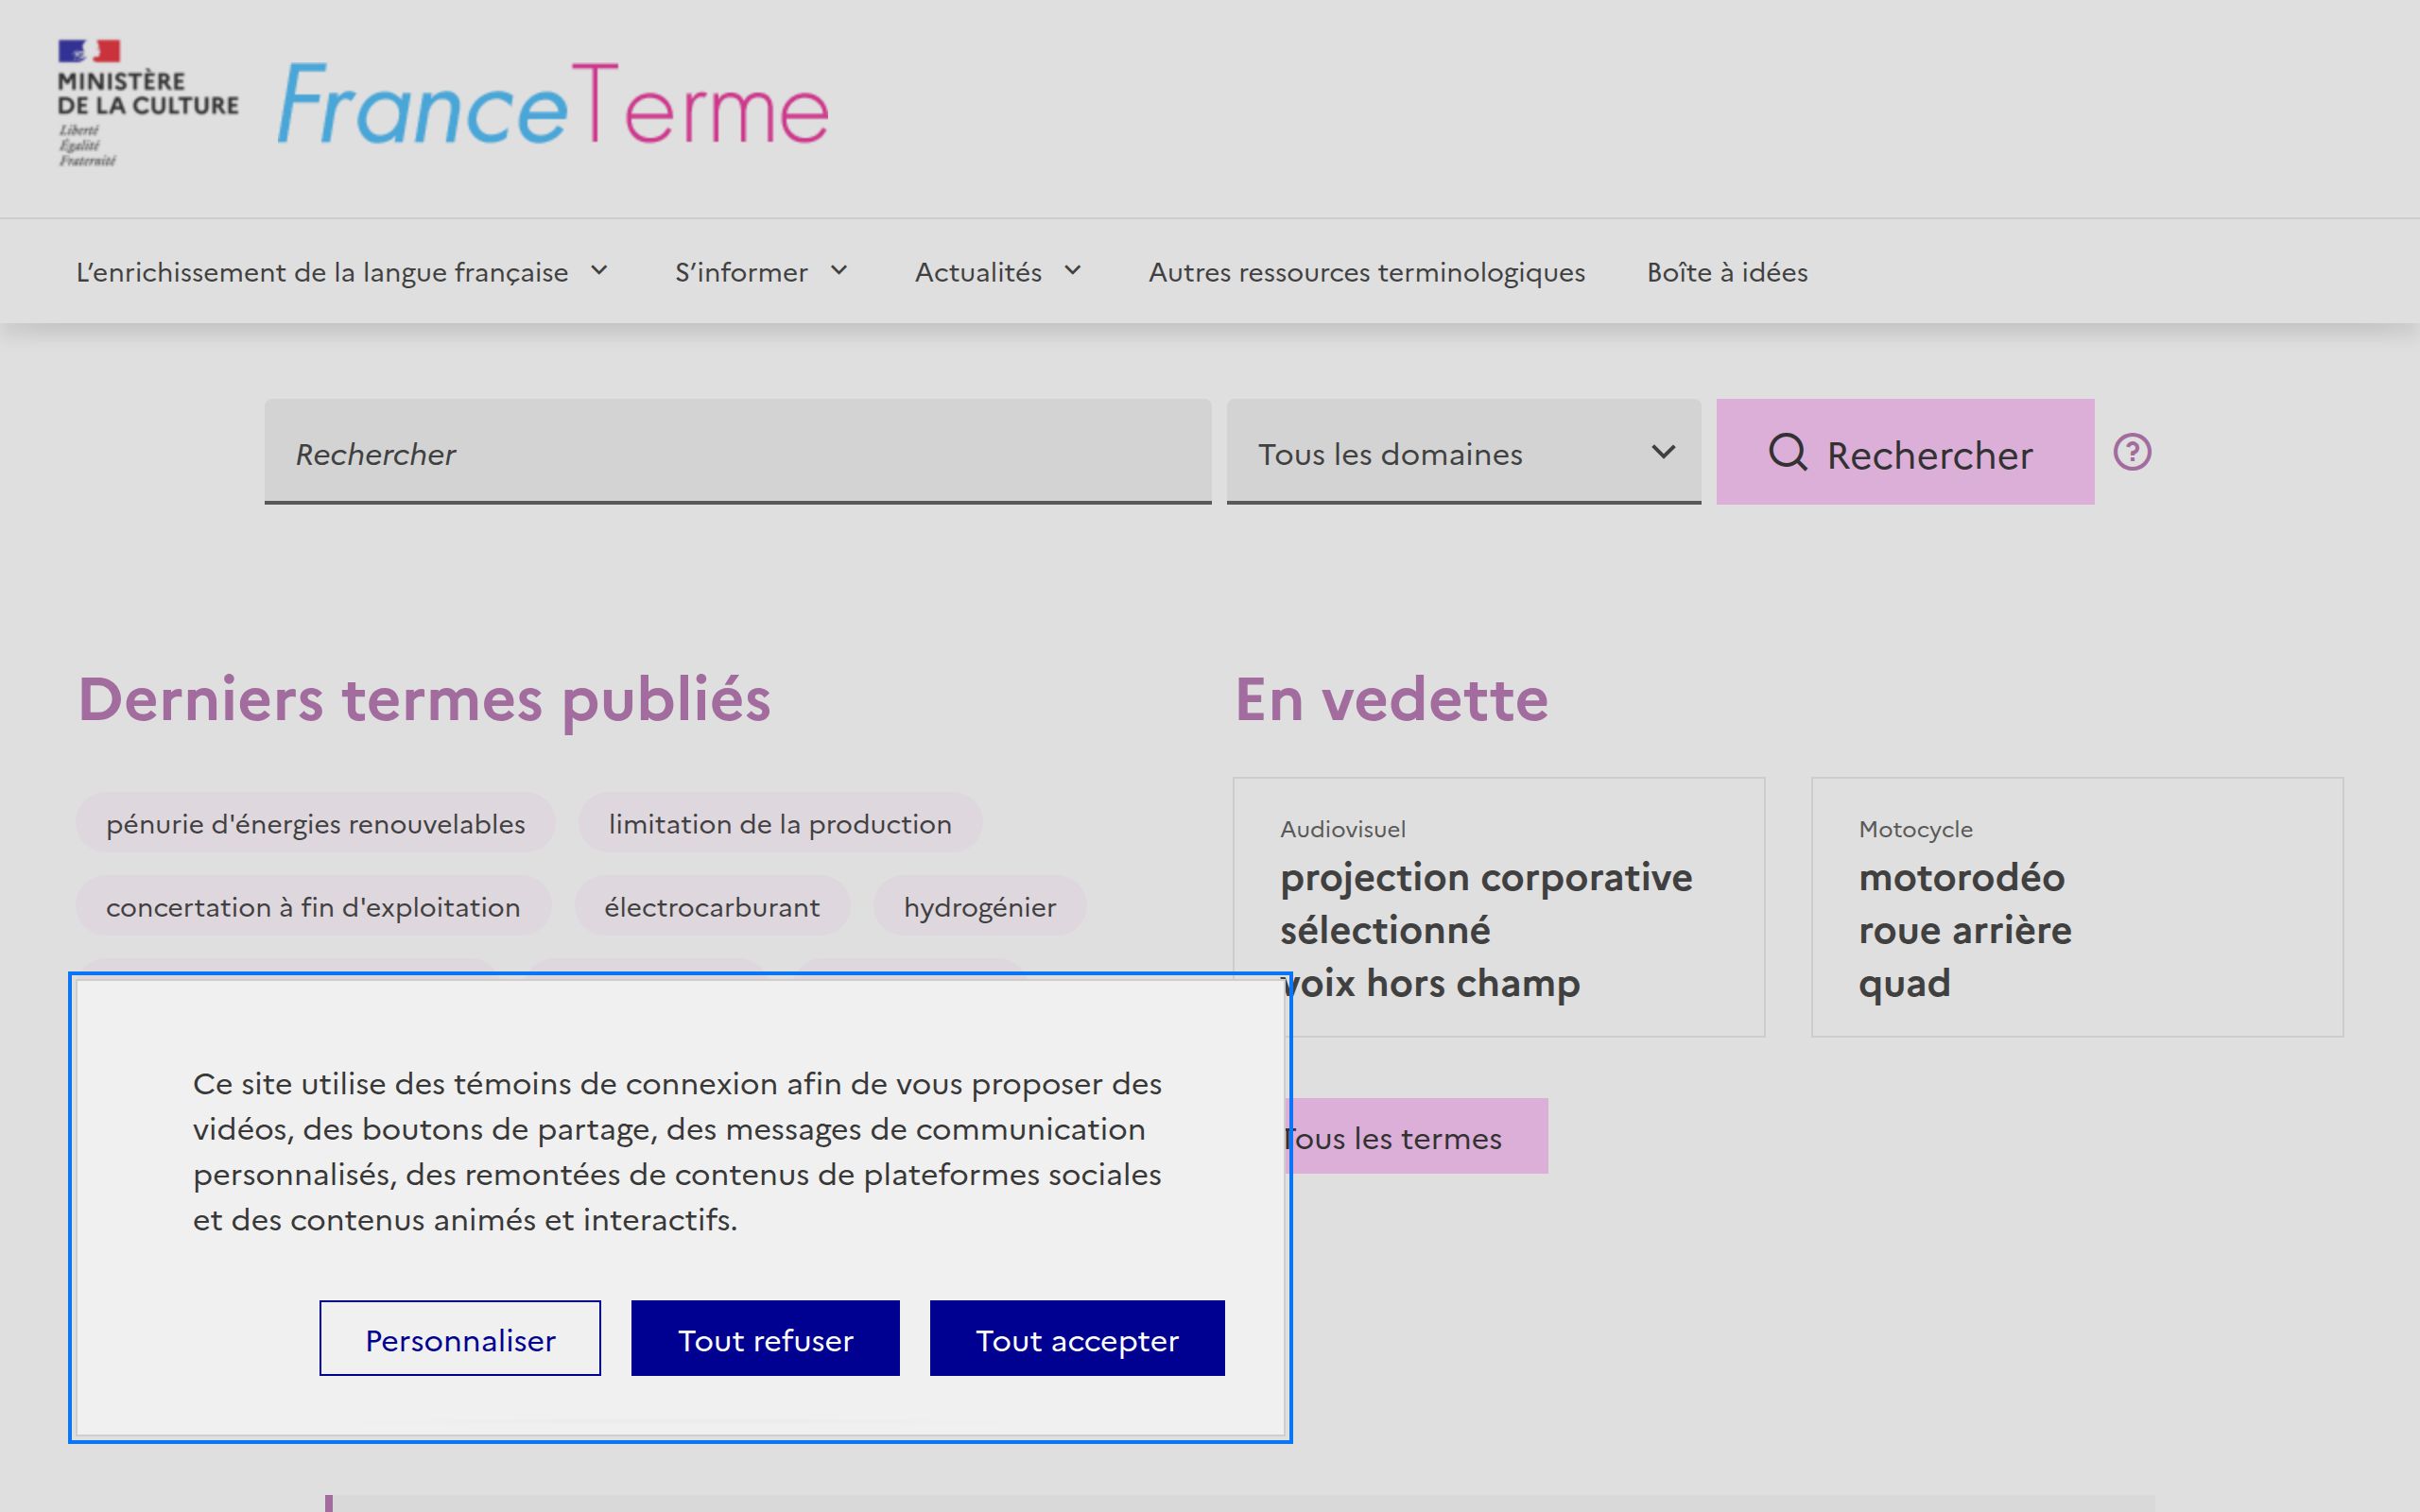 MINISTÈRE
DE LA CULTURE
Liberté
Égalité
Fraternité
FranceTerme
L’enrichissement de la langue française
S’informer
Actualités
Autres ressources terminologiques
Boîte à idées
Rechercher
Tous les domaines
Rechercher
?
Derniers termes publiés
pénurie d'énergies renouvelables
limitation de la production
concertation à fin d'exploitation
électrocarburant
hydrogénier
En vedette
Audiovisuel
projection corporative
sélectionné
voix hors champ
Motocycle
motorodéo
roue arrière
quad
Tous les termes
Ce site utilise des témoins de connexion afin de vous proposer des
vidéos, des boutons de partage, des messages de communication
personnalisés, des remontées de contenus de plateformes sociales
et des contenus animés et interactifs.
Personnaliser
Tout refuser
Tout accepter